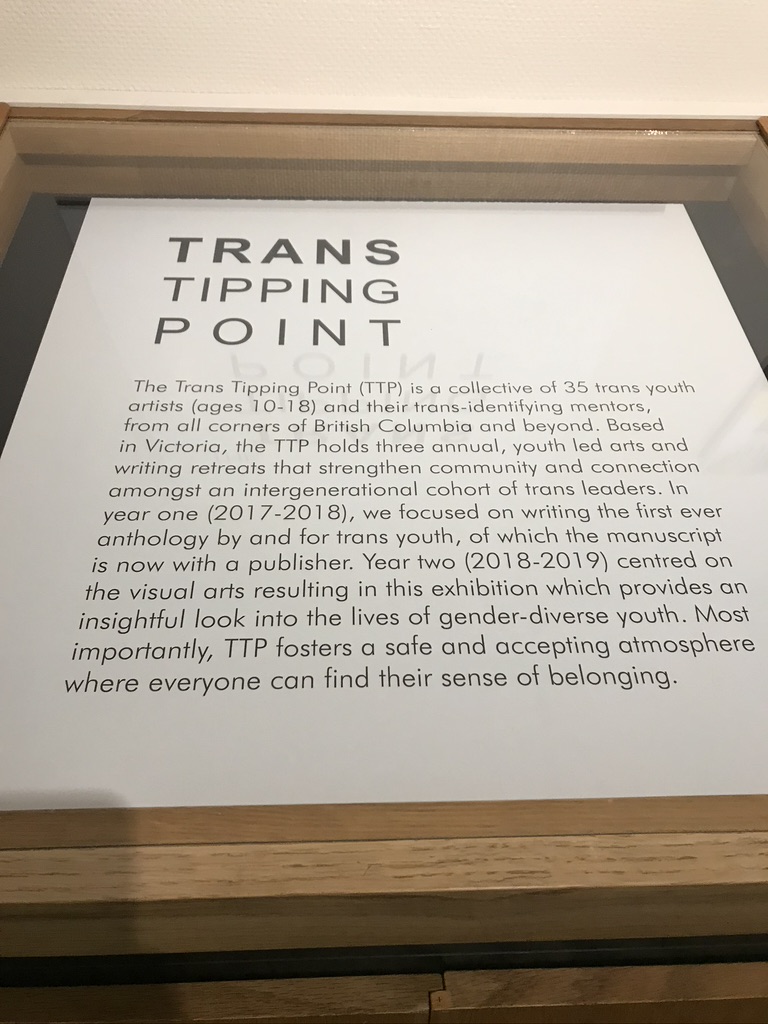 TRANS
TIPPING
POINT
The Trans Tipping Point (TTP) is a collective of 35 trans youth
artists (ages 10-18) and their trans-identifying mentors,
from all corners of British Columbia and beyond. Based
in Victoria, the TTP holds three annual, youth led arts and
writing retreats that strengthen community and connection
amongst an intergenerational cohort of trans leaders. In
year one (2017-2018), we focused on writing the first ever
anthology by and for trans youth, of which the manuscript
is now with a publisher. Year two (2018-2019) centred on
the visual arts resulting in this exhibition which provides an
insightful look into the lives of gender-diverse youth. Most
importantly, TTP fosters a safe and accepting atmosphere
where everyone can find their sense of belonging.